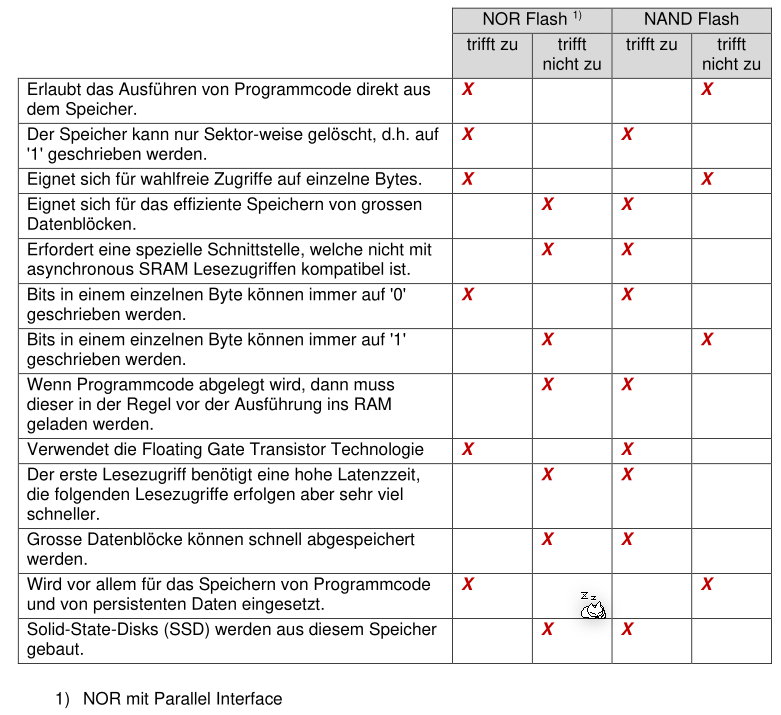 NOR Flash 1) NAND Flash
trifft zu trifft trifft zu trifft
nicht zu nicht zu
Erlaubt das Ausführen von Programmcode direkt aus X X
dem Speicher.
Der Speicher kann nur Sektor-weise gelöscht, d.h. auf X X
'1' geschrieben werden.
Eignet sich für wahlfreie Zugriffe auf einzelne Bytes. X X
Eignet sich für das effiziente Speichern von grossen X X
Datenblöcken.
Erfordert eine spezielle Schnittstelle, welche nicht mit X X
asynchronous SRAM Lesezugriffen kompatibel ist.
Bits in einem einzelnen Byte können immer auf '0' X X
geschrieben werden.
Bits in einem einzelnen Byte können immer auf '1' X X
geschrieben werden.
Wenn Programmcode abgelegt wird, dann muss X X
dieser in der Regel vor der Ausführung ins RAM
geladen werden.
Verwendet die Floating Gate Transistor Technologie X X
Der erste Lesezugriff benötigt eine hohe Latenzzeit, X X
die folgenden Lesezugriffe erfolgen aber sehr viel
schneller.
Grosse Datenblöcke können schnell abgespeichert X X
werden.
Wird vor allem für das Speichern von Programmcode X X
und von persistenten Daten eingesetzt.
z z
Solid-State-Disks (SSD) werden aus diesem Speicher X X
gebaut.
1) NOR mit Parallel Interface